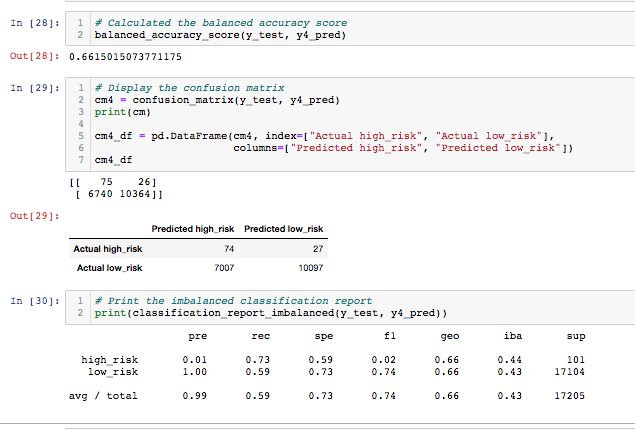 In [28]: 1 # Calculated the balanced accuracy score
2 balanced_accuracy_score(y_test, y4_pred)
Out[28]: 0.6615015073771175
In [29]: 1 # Display the confusion matrix
2 cm4 = confusion_matrix(y_test, y4_pred)
3 print(cm)
4
5 cm4_df = pd.DataFrame(cm4, index=["Actual high_risk", "Actual low_risk"],
6 columns=["Predicted high_risk", "Predicted low_risk"])
7 cm4_df
[[ 75 26]
[ 6740 10364]]
Out[29]:
Predicted high_risk Predicted low_risk
Actual high_risk 74 27
Actual low_risk 7007 10097
In [30]: 1 # Print the imbalanced classification report
2 print(classification_report_imbalanced(y_test, y4_pred))
pre rec spe f1 geo iba sup
high_risk 0.01 0.73 0.59 0.02 0.66 0.44 101
low_risk 1.00 0.59 0.73 0.74 0.66 0.43 17104
avg / total 0.99 0.59 0.73 0.74 0.66 0.43 17205